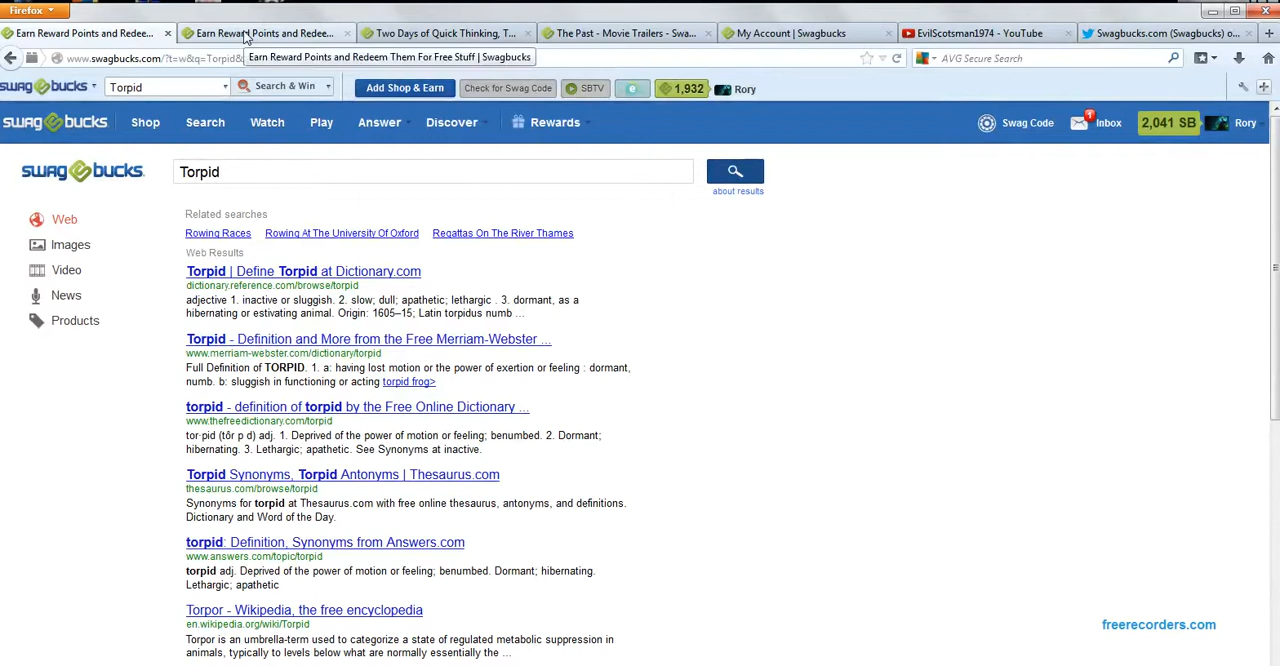 Firefox
Earn Reward Points and Redee... × Earn Reward Points and Redee... × Two Days of Quick Thinking, T... × The Past - Movie Trailers - Swa... × My Account | Swagbucks × EvilScotsman1974 - YouTube × Swagbucks.com (Swagbucks) o... × +
www.swagbucks.com/?t=w&q=Torpid& AVG Secure Search
Earn Reward Points and Redeem Them For Free Stuff | Swagbucks
swagbucks Torpid Search & Win Add Shop & Earn Check for Swag Code SBTV 1,932 Rory
swagbucks Shop Search Watch Play Answer Discover Rewards Swag Code 1 Inbox 2,041 SB Rory
swagbucks. Torpid
about results
Web
Images
Video
News
Products
Related searches
Rowing Races Rowing At The University Of Oxford Regattas On The River Thames
Web Results
Torpid | Define Torpid at Dictionary.com
dictionary.reference.com/browse/torpid
adjective 1. inactive or sluggish. 2. slow; dull; apathetic; lethargic . 3. dormant, as a
hibernating or estivating animal. Origin: 1605–15; Latin torpidus numb ...
Torpid - Definition and More from the Free Merriam-Webster ...
www.merriam-webster.com/dictionary/torpid
Full Definition of TORPID. 1. a: having lost motion or the power of exertion or feeling : dormant,
numb. b: sluggish in functioning or acting torpid frog>
torpid - definition of torpid by the Free Online Dictionary ...
www.thefreedictionary.com/torpid
tor·pid (tôr p d) adj. 1. Deprived of the power of motion or feeling; benumbed. 2. Dormant;
hibernating. 3. Lethargic; apathetic. See Synonyms at inactive.
Torpid Synonyms, Torpid Antonyms | Thesaurus.com
thesaurus.com/browse/torpid
Synonyms for torpid at Thesaurus.com with free online thesaurus, antonyms, and definitions.
Dictionary and Word of the Day.
torpid: Definition, Synonyms from Answers.com
www.answers.com/topic/torpid
torpid adj. Deprived of the power of motion or feeling; benumbed. Dormant; hibernating.
Lethargic; apathetic
Torpor - Wikipedia, the free encyclopedia
en.wikipedia.org/wiki/Torpid
Torpor is an umbrella-term used to categorize a state of regulated metabolic suppression in
animals, typically to levels below what are normally essentially the ...
freerecorders.com